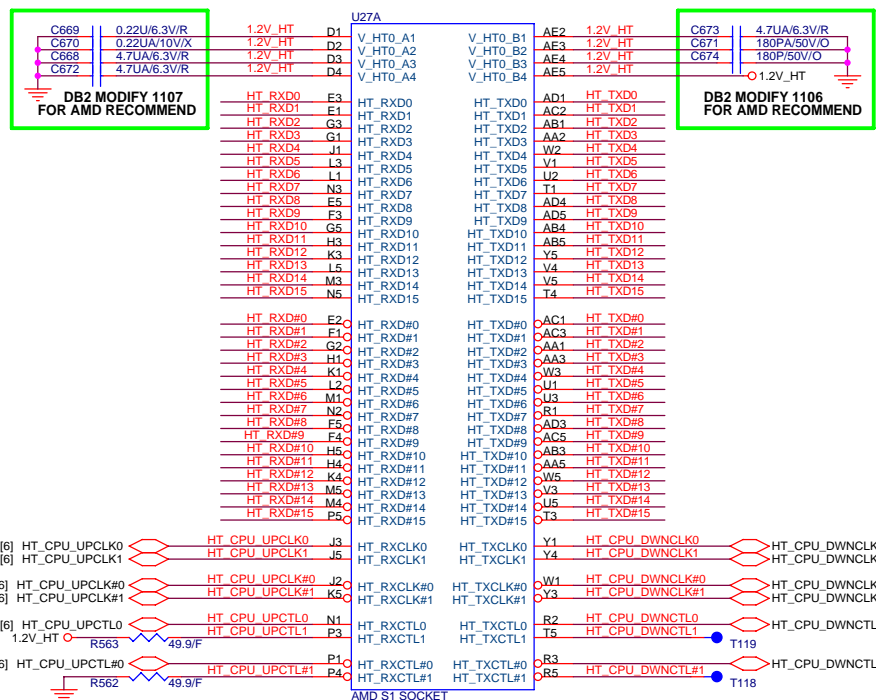 U27A
C669 0.22U/6.3V/R 1.2V_HT D1 V_HT0_A1 V_HT0_B1 AE2 1.2V_HT C673 4.7UA/6.3V/R
C670 0.22UA/10V/X 1.2V_HT D2 V_HT0_A2 V_HT0_B2 AE3 1.2V_HT C671 180PA/50V/O
C668 4.7UA/6.3V/R 1.2V_HT D3 V_HT0_A3 V_HT0_B3 AE4 1.2V_HT C674 180P/50V/O
C672 4.7UA/6.3V/R 1.2V_HT D4 V_HT0_A4 V_HT0_B4 AE5 1.2V_HT 1.2V_HT
DB2 MODIFY 1107
FOR AMD RECOMMEND
DB2 MODIFY 1106
FOR AMD RECOMMEND
HT_RXD0 E3 HT_RXD0 HT_TXD0 AD1 HT_TXD0
HT_RXD1 E1 HT_RXD1 HT_TXD1 AC2 HT_TXD1
HT_RXD2 G3 HT_RXD2 HT_TXD2 AB1 HT_TXD2
HT_RXD3 G1 HT_RXD3 HT_TXD3 AA2 HT_TXD3
HT_RXD4 J1 HT_RXD4 HT_TXD4 W2 HT_TXD4
HT_RXD5 L3 HT_RXD5 HT_TXD5 V1 HT_TXD5
HT_RXD6 L1 HT_RXD6 HT_TXD6 U2 HT_TXD6
HT_RXD7 N3 HT_RXD7 HT_TXD7 T1 HT_TXD7
HT_RXD8 E5 HT_RXD8 HT_TXD8 AD4 HT_TXD8
HT_RXD9 F3 HT_RXD9 HT_TXD9 AD5 HT_TXD9
HT_RXD10 G5 HT_RXD10 HT_TXD10 AB4 HT_TXD10
HT_RXD11 H3 HT_RXD11 HT_TXD11 AB5 HT_TXD11
HT_RXD12 K3 HT_RXD12 HT_TXD12 Y5 HT_TXD12
HT_RXD13 L5 HT_RXD13 HT_TXD13 V4 HT_TXD13
HT_RXD14 M3 HT_RXD14 HT_TXD14 V5 HT_TXD14
HT_RXD15 N5 HT_RXD15 HT_TXD15 T4 HT_TXD15
HT_RXD#0 E2 HT_RXD#0 HT_TXD#0 AC1 HT_TXD#0
HT_RXD#1 F1 HT_RXD#1 HT_TXD#1 AC3 HT_TXD#1
HT_RXD#2 G2 HT_RXD#2 HT_TXD#2 AA1 HT_TXD#2
HT_RXD#3 H1 HT_RXD#3 HT_TXD#3 AA3 HT_TXD#3
HT_RXD#4 K1 HT_RXD#4 HT_TXD#4 W3 HT_TXD#4
HT_RXD#5 L2 HT_RXD#5 HT_TXD#5 U1 HT_TXD#5
HT_RXD#6 M1 HT_RXD#6 HT_TXD#6 U3 HT_TXD#6
HT_RXD#7 N2 HT_RXD#7 HT_TXD#7 R1 HT_TXD#7
HT_RXD#8 F5 HT_RXD#8 HT_TXD#8 AD3 HT_TXD#8
HT_RXD#9 F4 HT_RXD#9 HT_TXD#9 AC5 HT_TXD#9
HT_RXD#10 H5 HT_RXD#10 HT_TXD#10 AB3 HT_TXD#10
HT_RXD#11 H4 HT_RXD#11 HT_TXD#11 AA5 HT_TXD#11
HT_RXD#12 K4 HT_RXD#12 HT_TXD#12 W5 HT_TXD#12
HT_RXD#13 M5 HT_RXD#13 HT_TXD#13 V3 HT_TXD#13
HT_RXD#14 M4 HT_RXD#14 HT_TXD#14 U5 HT_TXD#14
HT_RXD#15 P5 HT_RXD#15 HT_TXD#15 T3 HT_TXD#15
[6] HT_CPU_UPCLK0 HT_CPU_UPCLK0 J3 HT_RXCLK0 HT_TXCLK0 Y1 HT_CPU_DWNCLK0 HT_CPU_DWNCLK
[6] HT_CPU_UPCLK1 HT_CPU_UPCLK1 J5 HT_RXCLK1 HT_TXCLK1 Y4 HT_CPU_DWNCLK1 HT_CPU_DWNCLK
6] HT_CPU_UPCLK#0 HT_CPU_UPCLK#0 J2 HT_RXCLK#0 HT_TXCLK#0 W1 HT_CPU_DWNCLK#0 HT_CPU_DWNCLK
6] HT_CPU_UPCLK#1 HT_CPU_UPCLK#1 K5 HT_RXCLK#1 HT_TXCLK#1 Y3 HT_CPU_DWNCLK#1 HT_CPU_DWNCLK
[6] HT_CPU_UPCTL0 HT_CPU_UPCTL0 N1 HT_RXCTL0 HT_TXCTL0 R2 HT_CPU_DWNCTL0 HT_CPU_DWNCTL
1.2V_HT R563 49.9/F HT_CPU_UPCTL1 P3 HT_RXCTL1 HT_TXCTL1 T5 HT_CPU_DWNCTL1 T119
6] HT_CPU_UPCTL#0 P1 HT_RXCTL#0 HT_TXCTL#0 R3 HT_CPU_DWNCTL
R562 49.9/F HT_CPU_UPCTL#1 P4 HT_RXCTL#1 HT_TXCTL#1 R5 HT_CPU_DWNCTL#1 T118
AMD S1 SOCKET